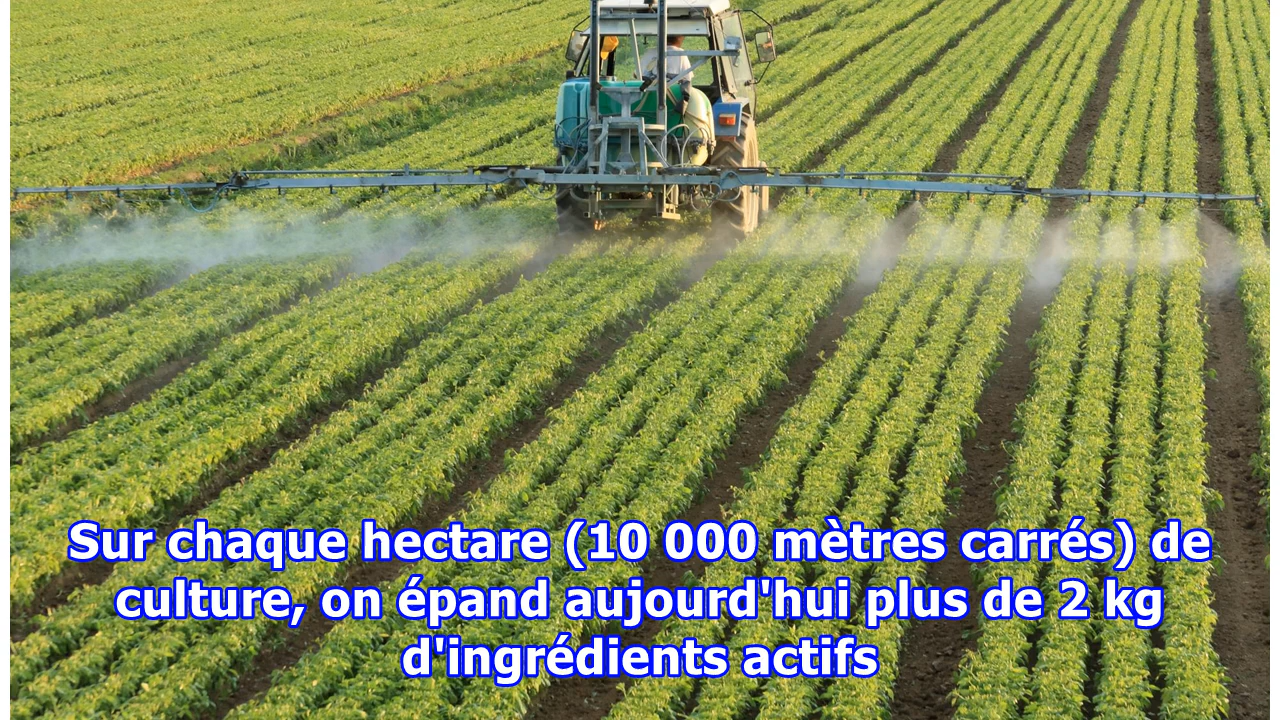 Sur chaque hectare (10 000 mètres carrés) de
culture, on épand aujourd'hui plus de 2 kg
d'ingrédients actifs